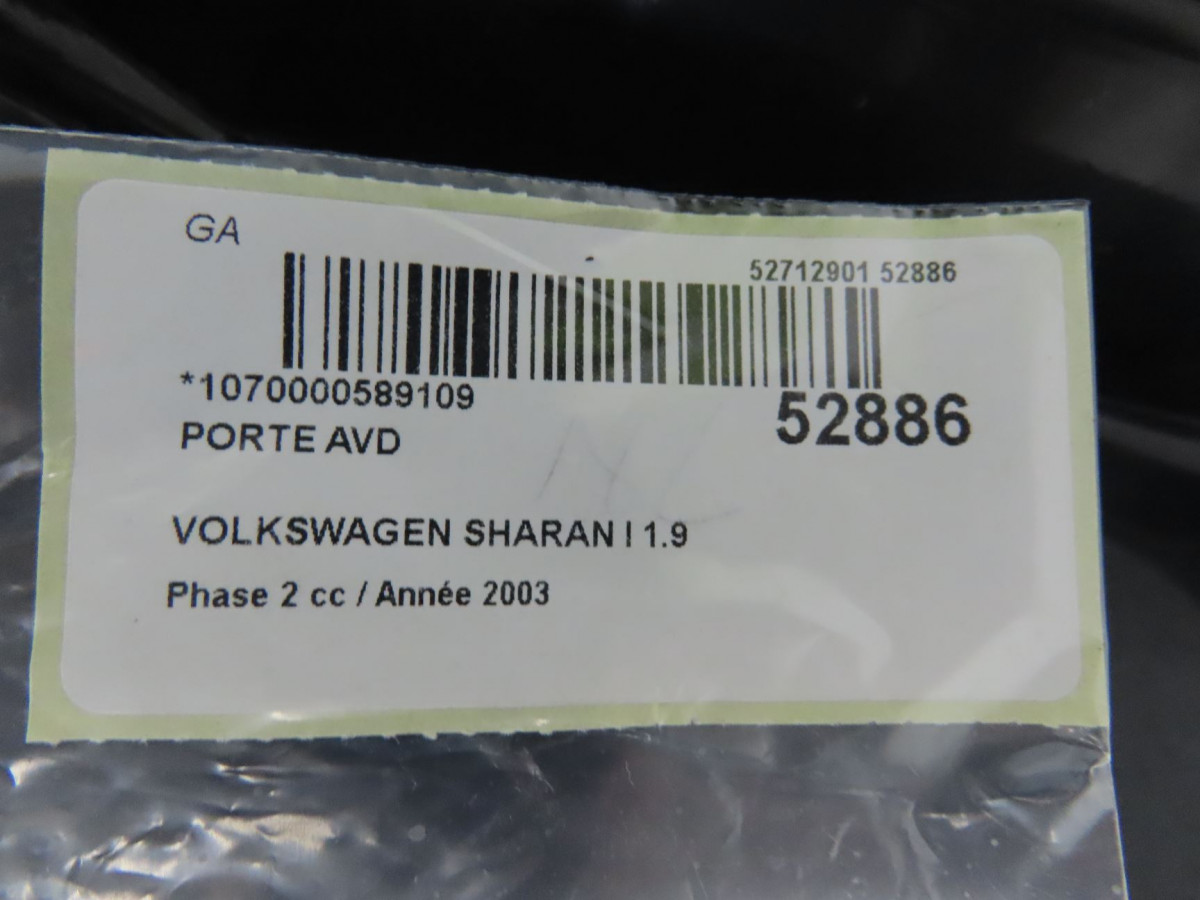 GA
52712901 52886
*1070000589109
52886
PORTE AVD
VOLKSWAGEN SHARAN I 1.9
Phase 2 cc / Année 2003